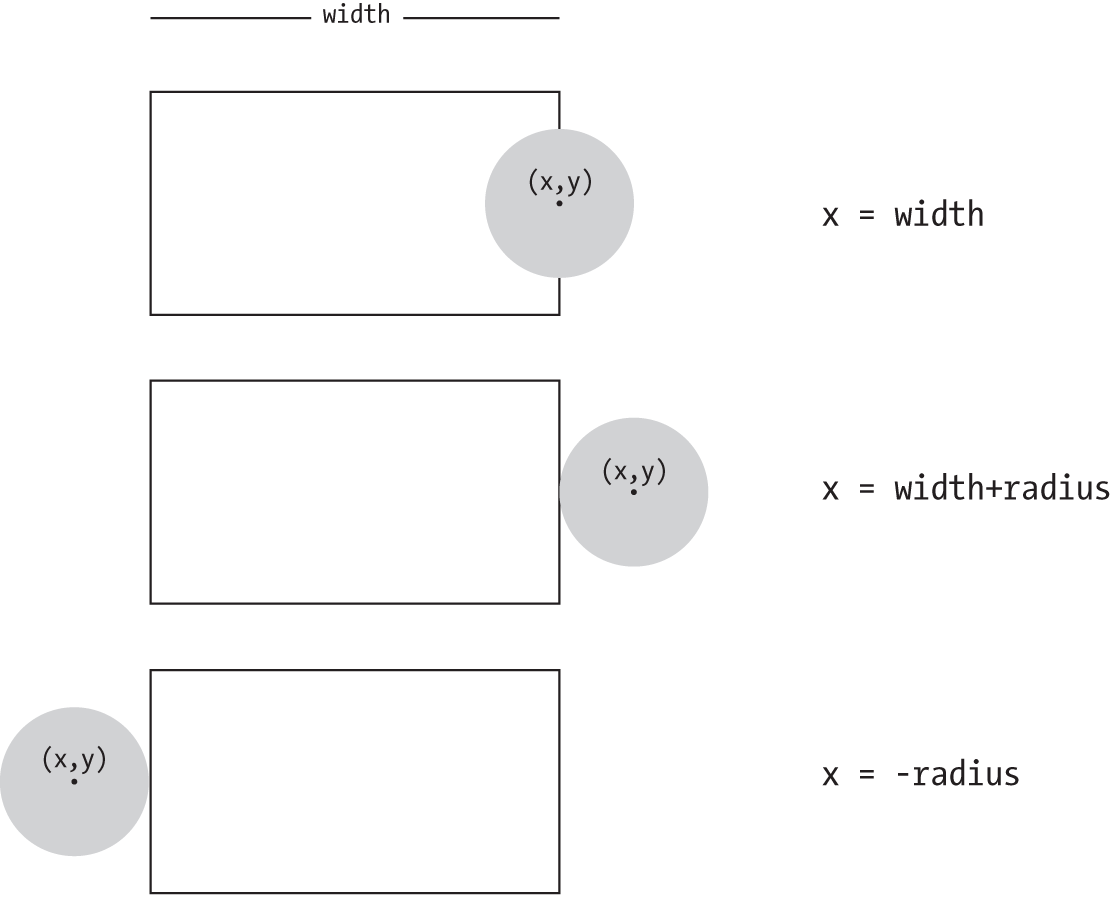 width
(x,y)
x = width
(x,y)
x = width+radius
(x,y)
x = -radius